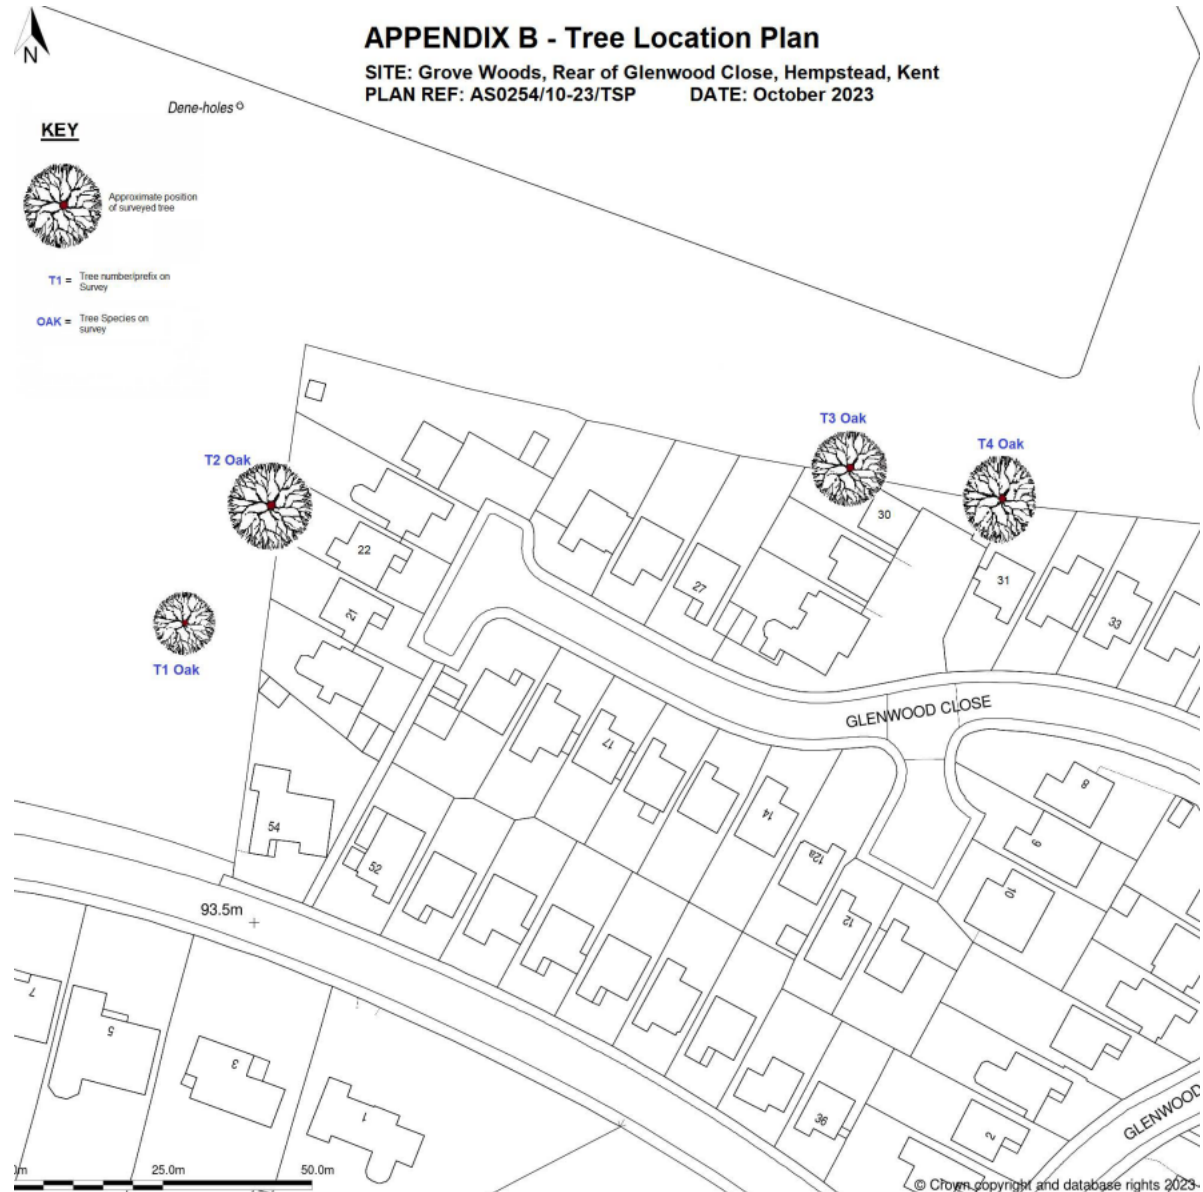 APPENDIX B - Tree Location Plan
SITE: Grove Woods, Rear of Glenwood Close, Hempstead, Kent
PLAN REF: AS0254/10-23/TSP DATE: October 2023
N
Dene-holes
KEY
Approximate position
of surveyed tree
T1 = Tree number/prefix on
Survey
OAK = Tree Species on
survey
T3 Oak
T4 Oak
T2 Oak
30
22
31
27
21
33
T1 Oak
GLENWOOD CLOSE
17
8
14
54
9
12a
52
10
12
93.5m
7
5
3
1
36
2
GLENWOOD
0m
25.0m
50.0m
© Crown copyright and database rights 2023